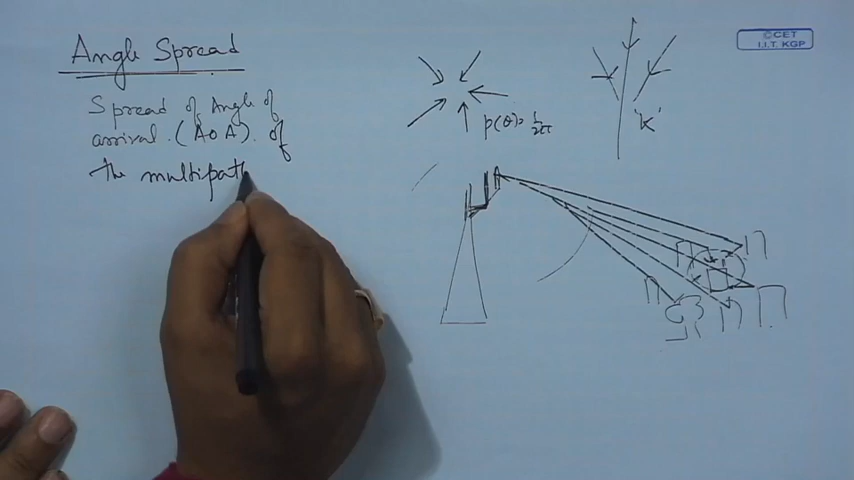 Angle Spread
Spread of Angle of
arrival. (AoA). of
the multipath
p(θ)= 1/2π
'K'
©CET
I.I.T. KGP